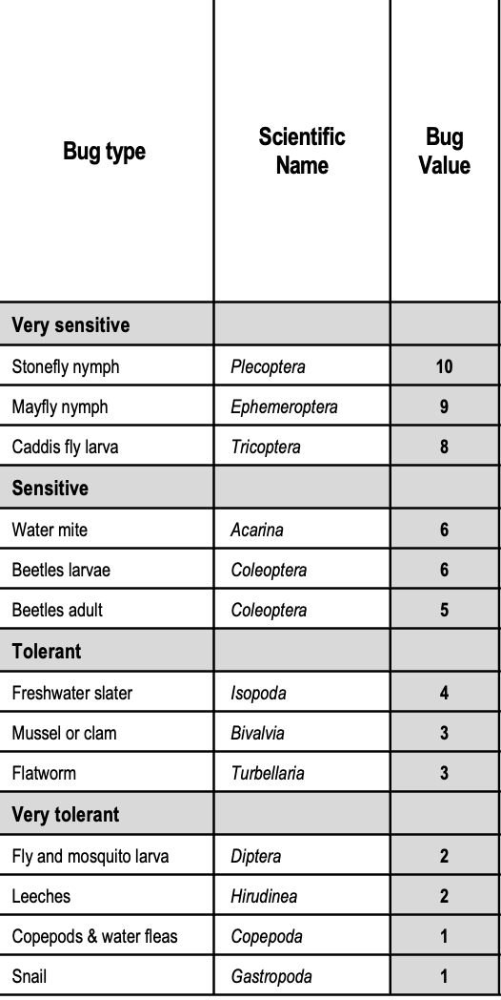 Bug type Scientific Name Bug Value
Very sensitive
Stonefly nymph Plecoptera 10
Mayfly nymph Ephemeroptera 9
Caddis fly larva Tricoptera 8
Sensitive
Water mite Acarina 6
Beetles larvae Coleoptera 6
Beetles adult Coleoptera 5
Tolerant
Freshwater slater Isopoda 4
Mussel or clam Bivalvia 3
Flatworm Turbellaria 3
Very tolerant
Fly and mosquito larva Diptera 2
Leeches Hirudinea 2
Copepods & water fleas Copepoda 1
Snail Gastropoda 1